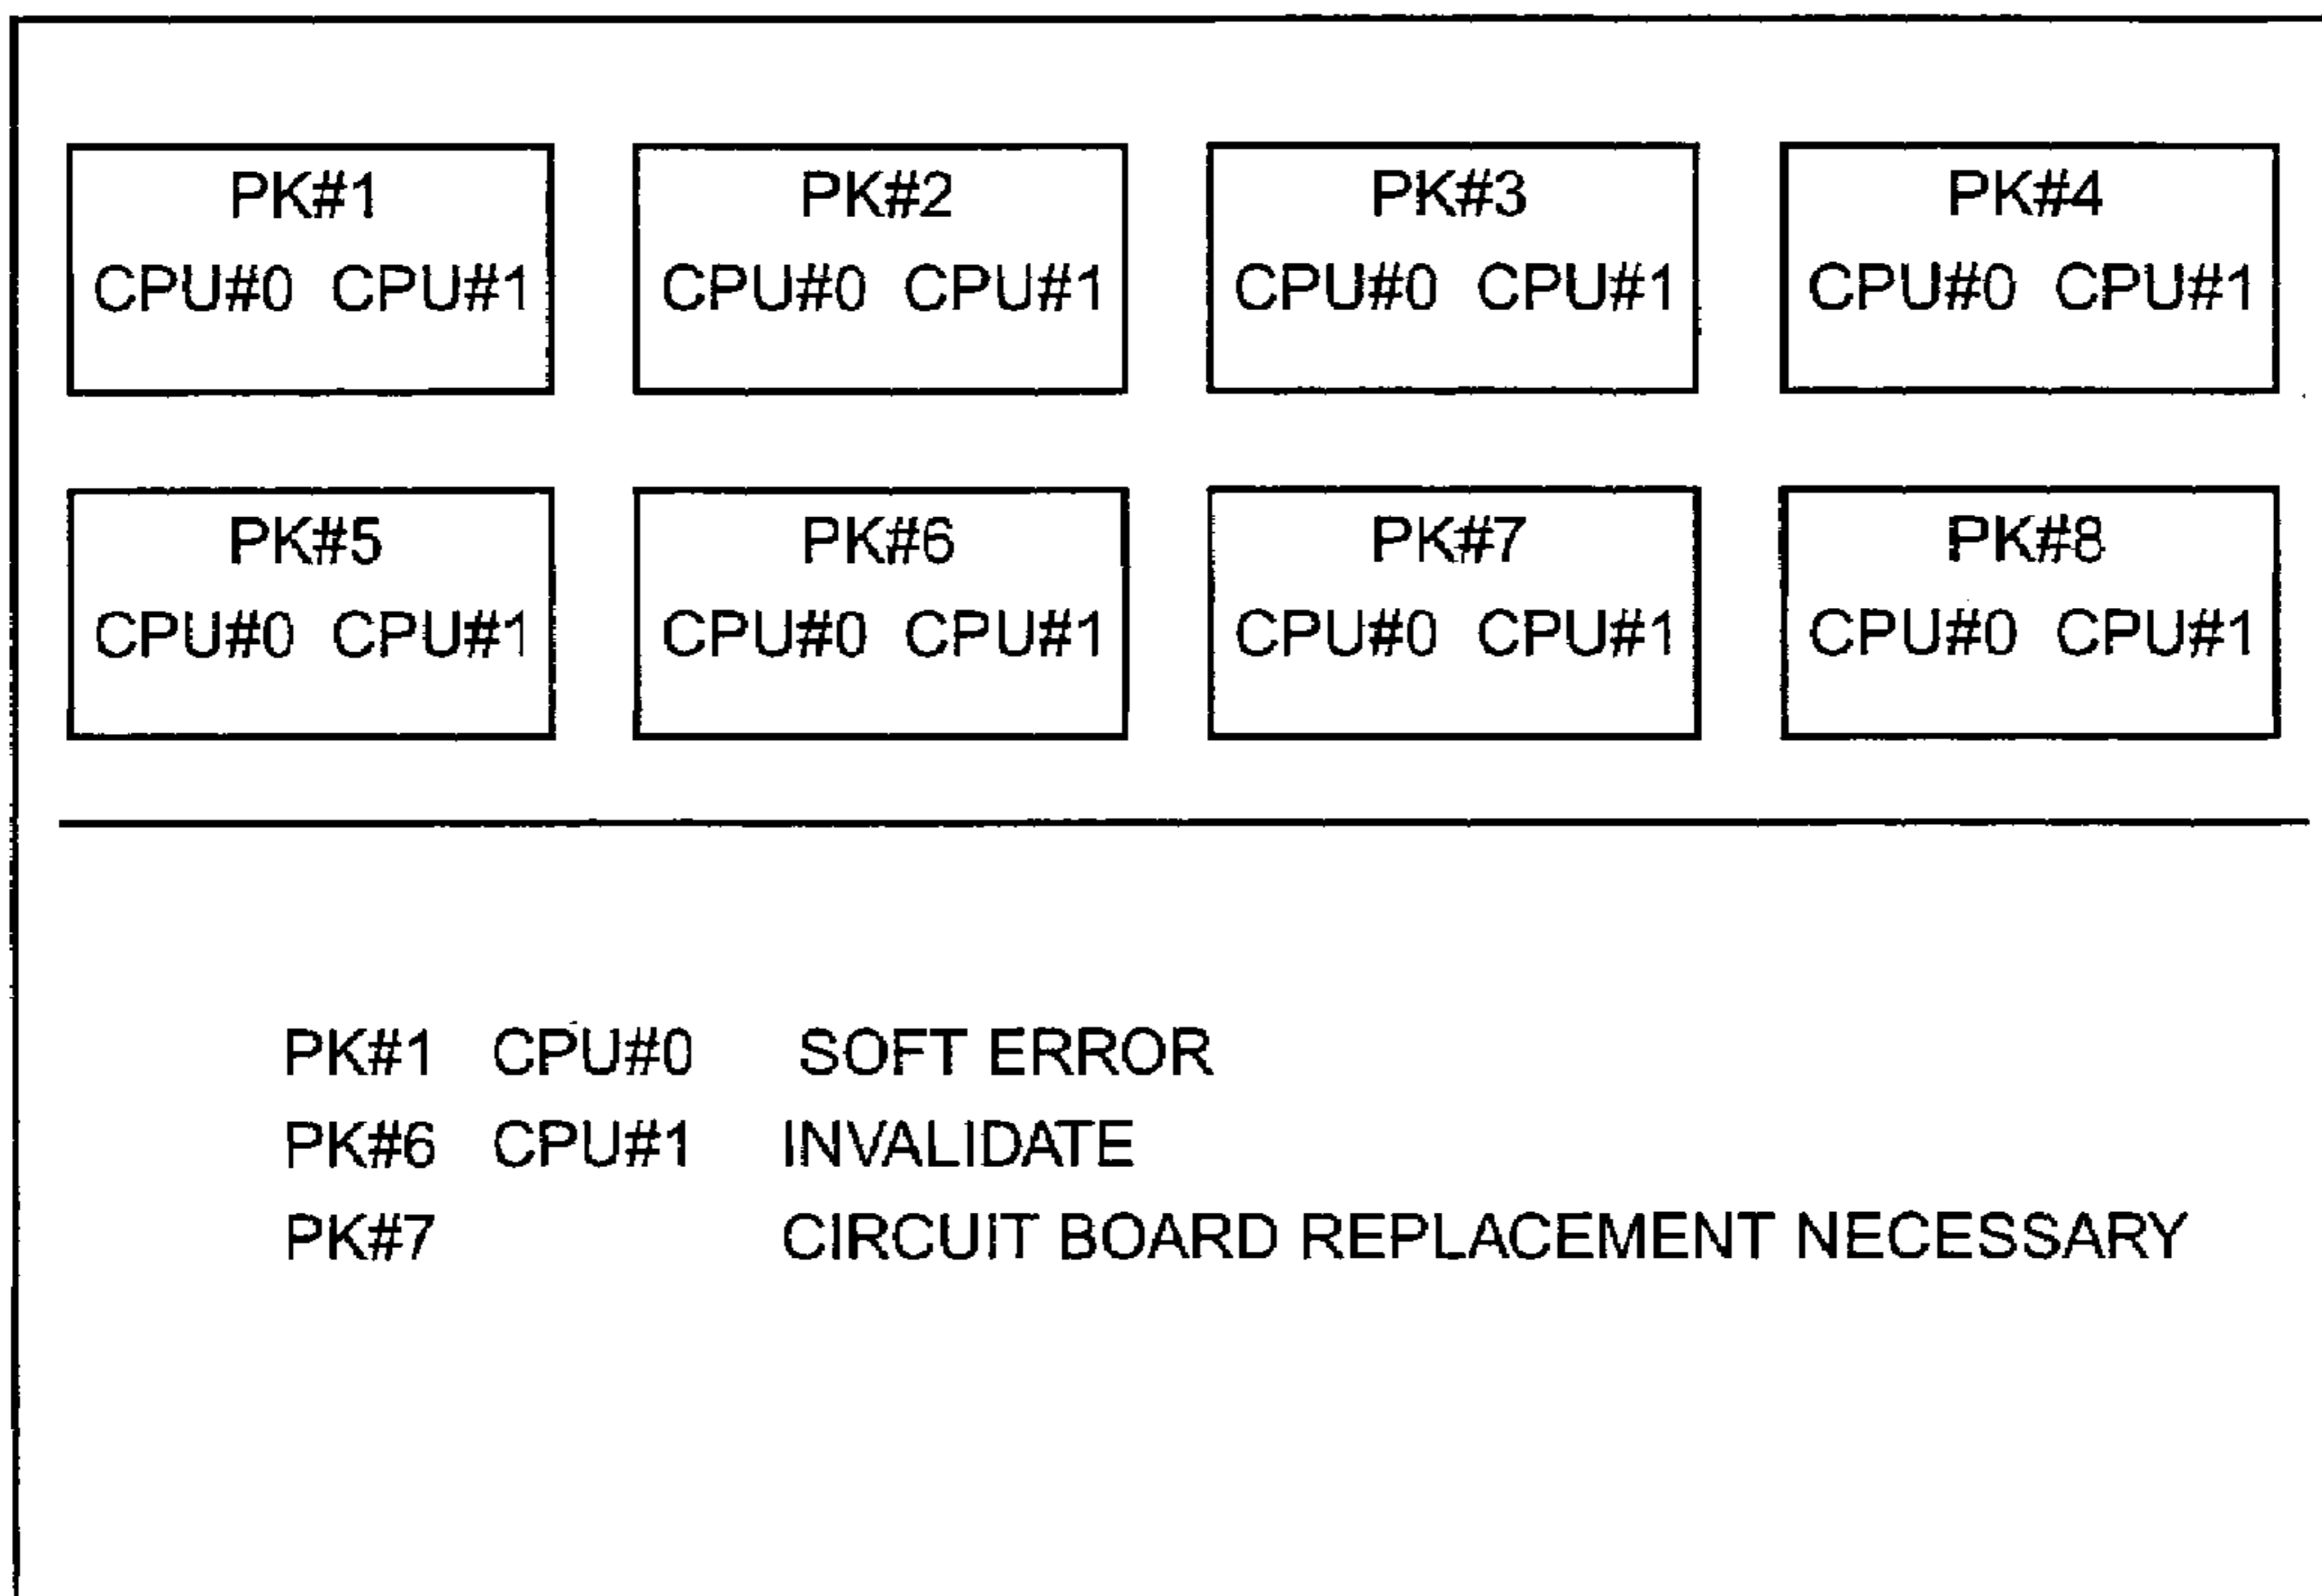 PK#1 PK#2 PK#3 PK#4
CPU#0 CPU#1 CPU#0 CPU#1 CPU#0 CPU#1 CPU#0 CPU#1
PK#5 PK#6 PK#7 PK#8
CPU#0 CPU#1 CPU#0 CPU#1 CPU#0 CPU#1 CPU#0 CPU#1
PK#1 CPU#0 SOFT ERROR
PK#6 CPU#1 INVALIDATE
PK#7 CIRCUIT BOARD REPLACEMENT NECESSARY